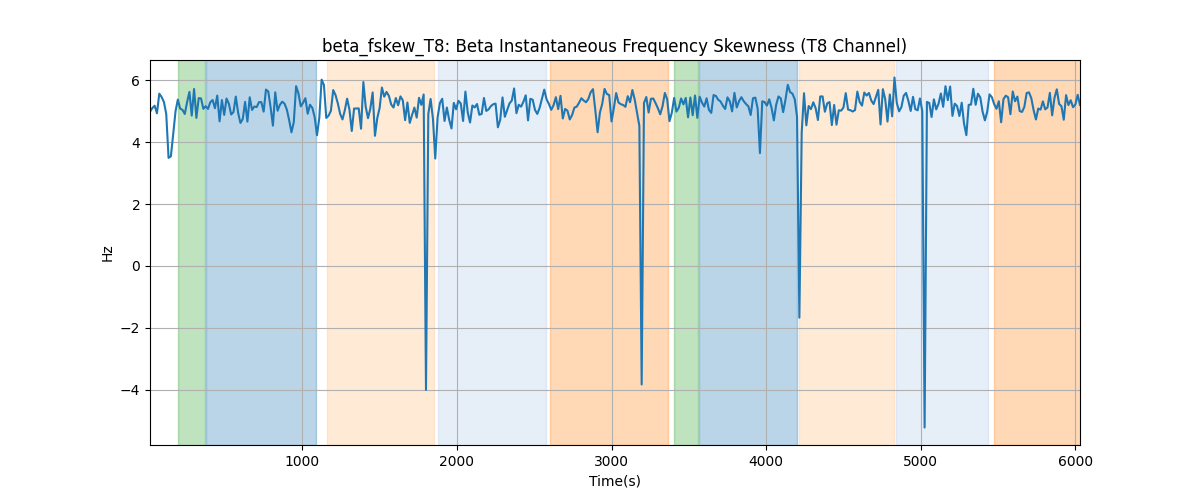 beta_fskew_T8: Beta Instantaneous Frequency Skewness (T8 Channel)
6
4
2
0
−2
−4
Hz
1000 2000 3000 4000 5000 6000
Time(s)